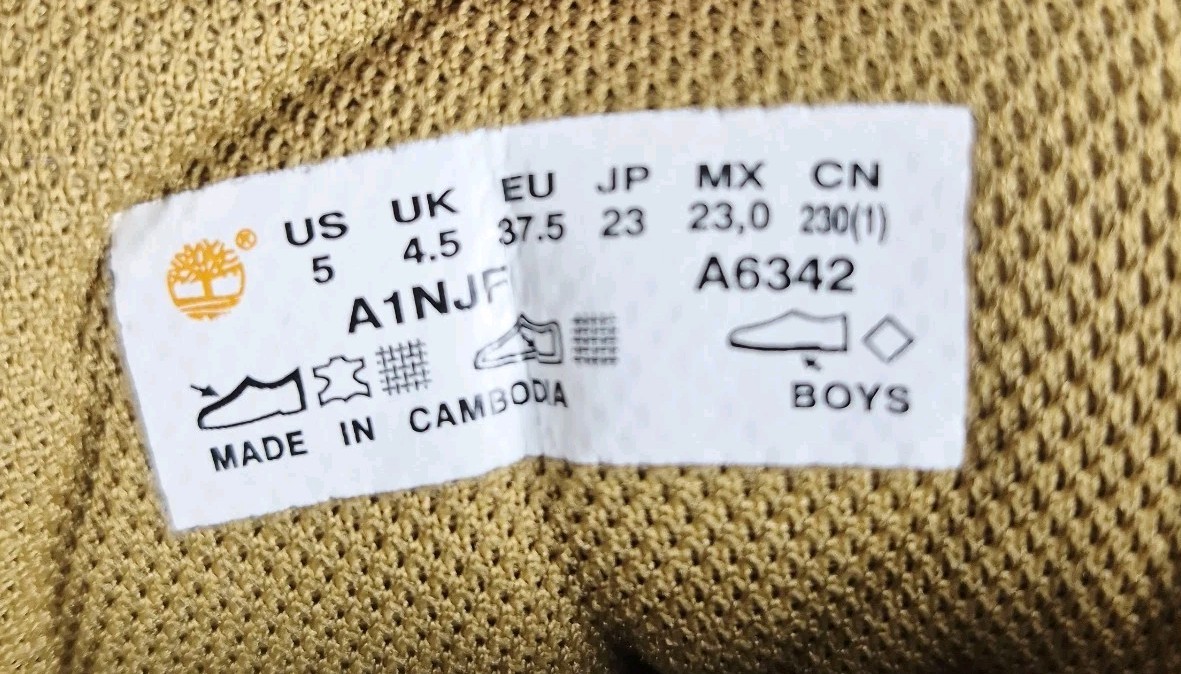 US UK EU JP MX CN
5 4.5 37.5 23 23,0 230(1)
A1NJF A6342
MADE IN CAMBODIA BOYS